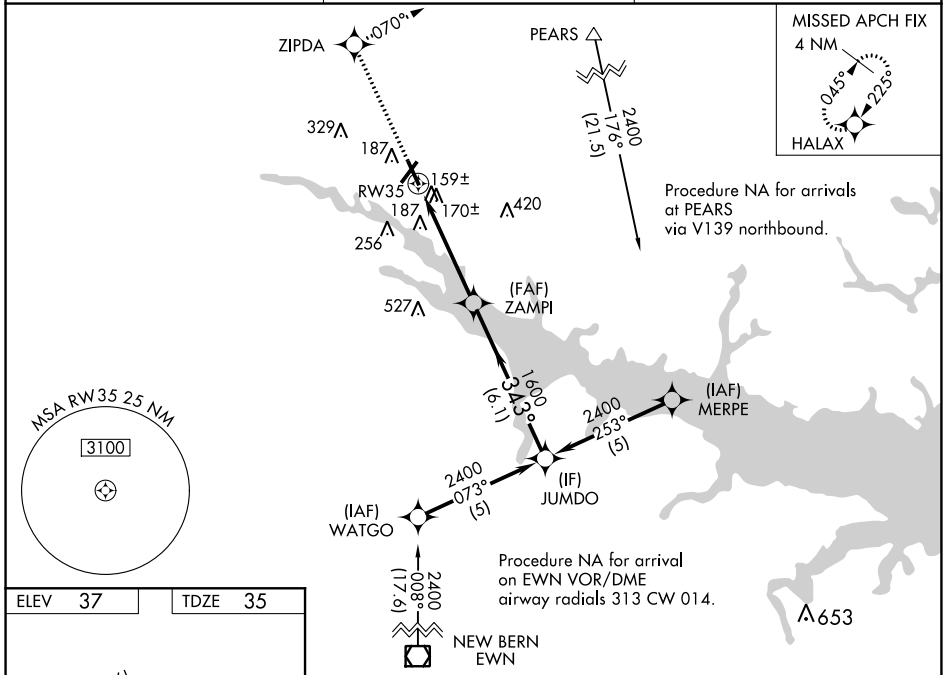 ZIPDA
070°
PEARS
2400
176°
(21.5)
MISSED APCH FIX
4 NM
045°
225°
HALAX
329
187
RW35
159±
187
170±
420
256
Procedure NA for arrivals
at PEARS
via V139 northbound.
527
(FAF)
ZAMPI
1600
343°
(6.1)
(IAF)
MERPE
2400
253°
(5)
MSA RW35 25 NM
3100
(IF)
JUMDO
2400
073°
(5)
(IAF)
WATGO
2400
008°
(17.6)
Procedure NA for arrival
on EWN VOR/DME
airway radials 313 CW 014.
653
ELEV 37
TDZE 35
NEW BERN
EWN